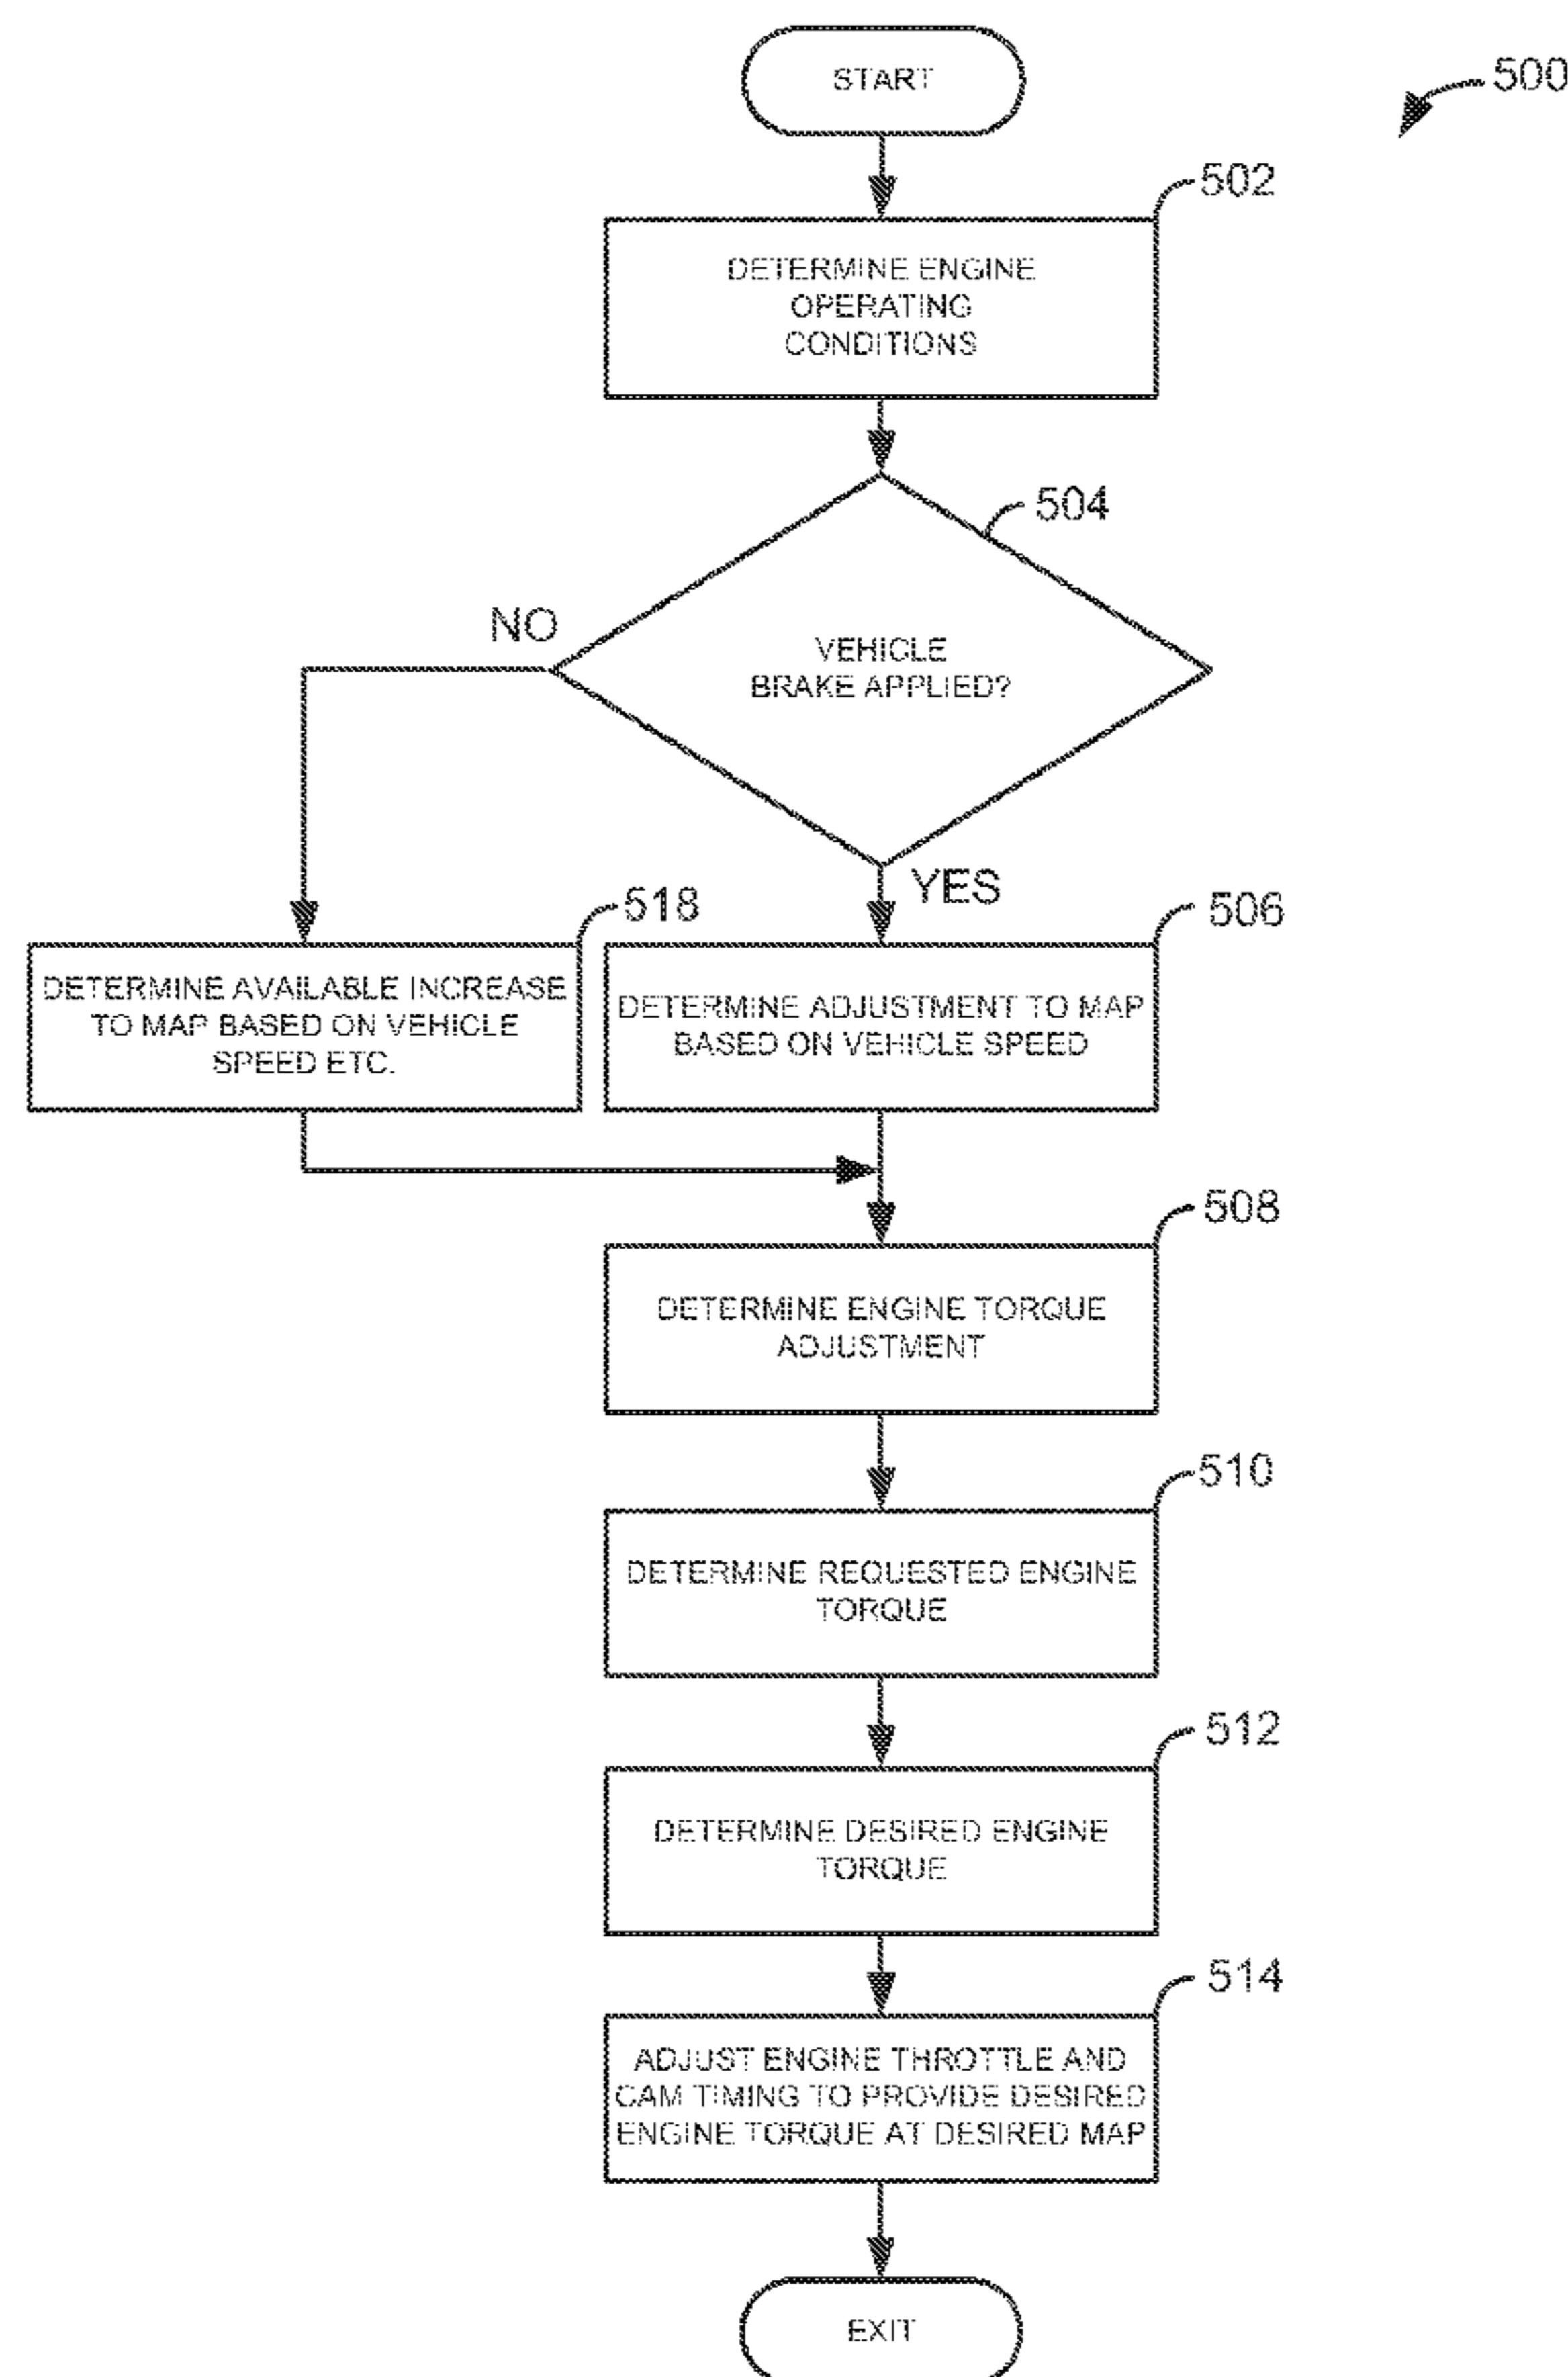 START
500
502
DETERMINE ENGINE
OPERATING
CONDITIONS
504
NO
VEHICLE
BRAKE APPLIED?
YES
518
506
DETERMINE AVAILABLE INCREASE
TO MAP BASED ON VEHICLE
SPEED ETC.
DETERMINE ADJUSTMENT TO MAP
BASED ON VEHICLE SPEED
508
DETERMINE ENGINE TORQUE
ADJUSTMENT
510
DETERMINE REQUESTED ENGINE
TORQUE
512
DETERMINE DESIRED ENGINE
TORQUE
514
ADJUST ENGINE THROTTLE AND
CAM TIMING TO PROVIDE DESIRED
ENGINE TORQUE AT DESIRED MAP
EXIT